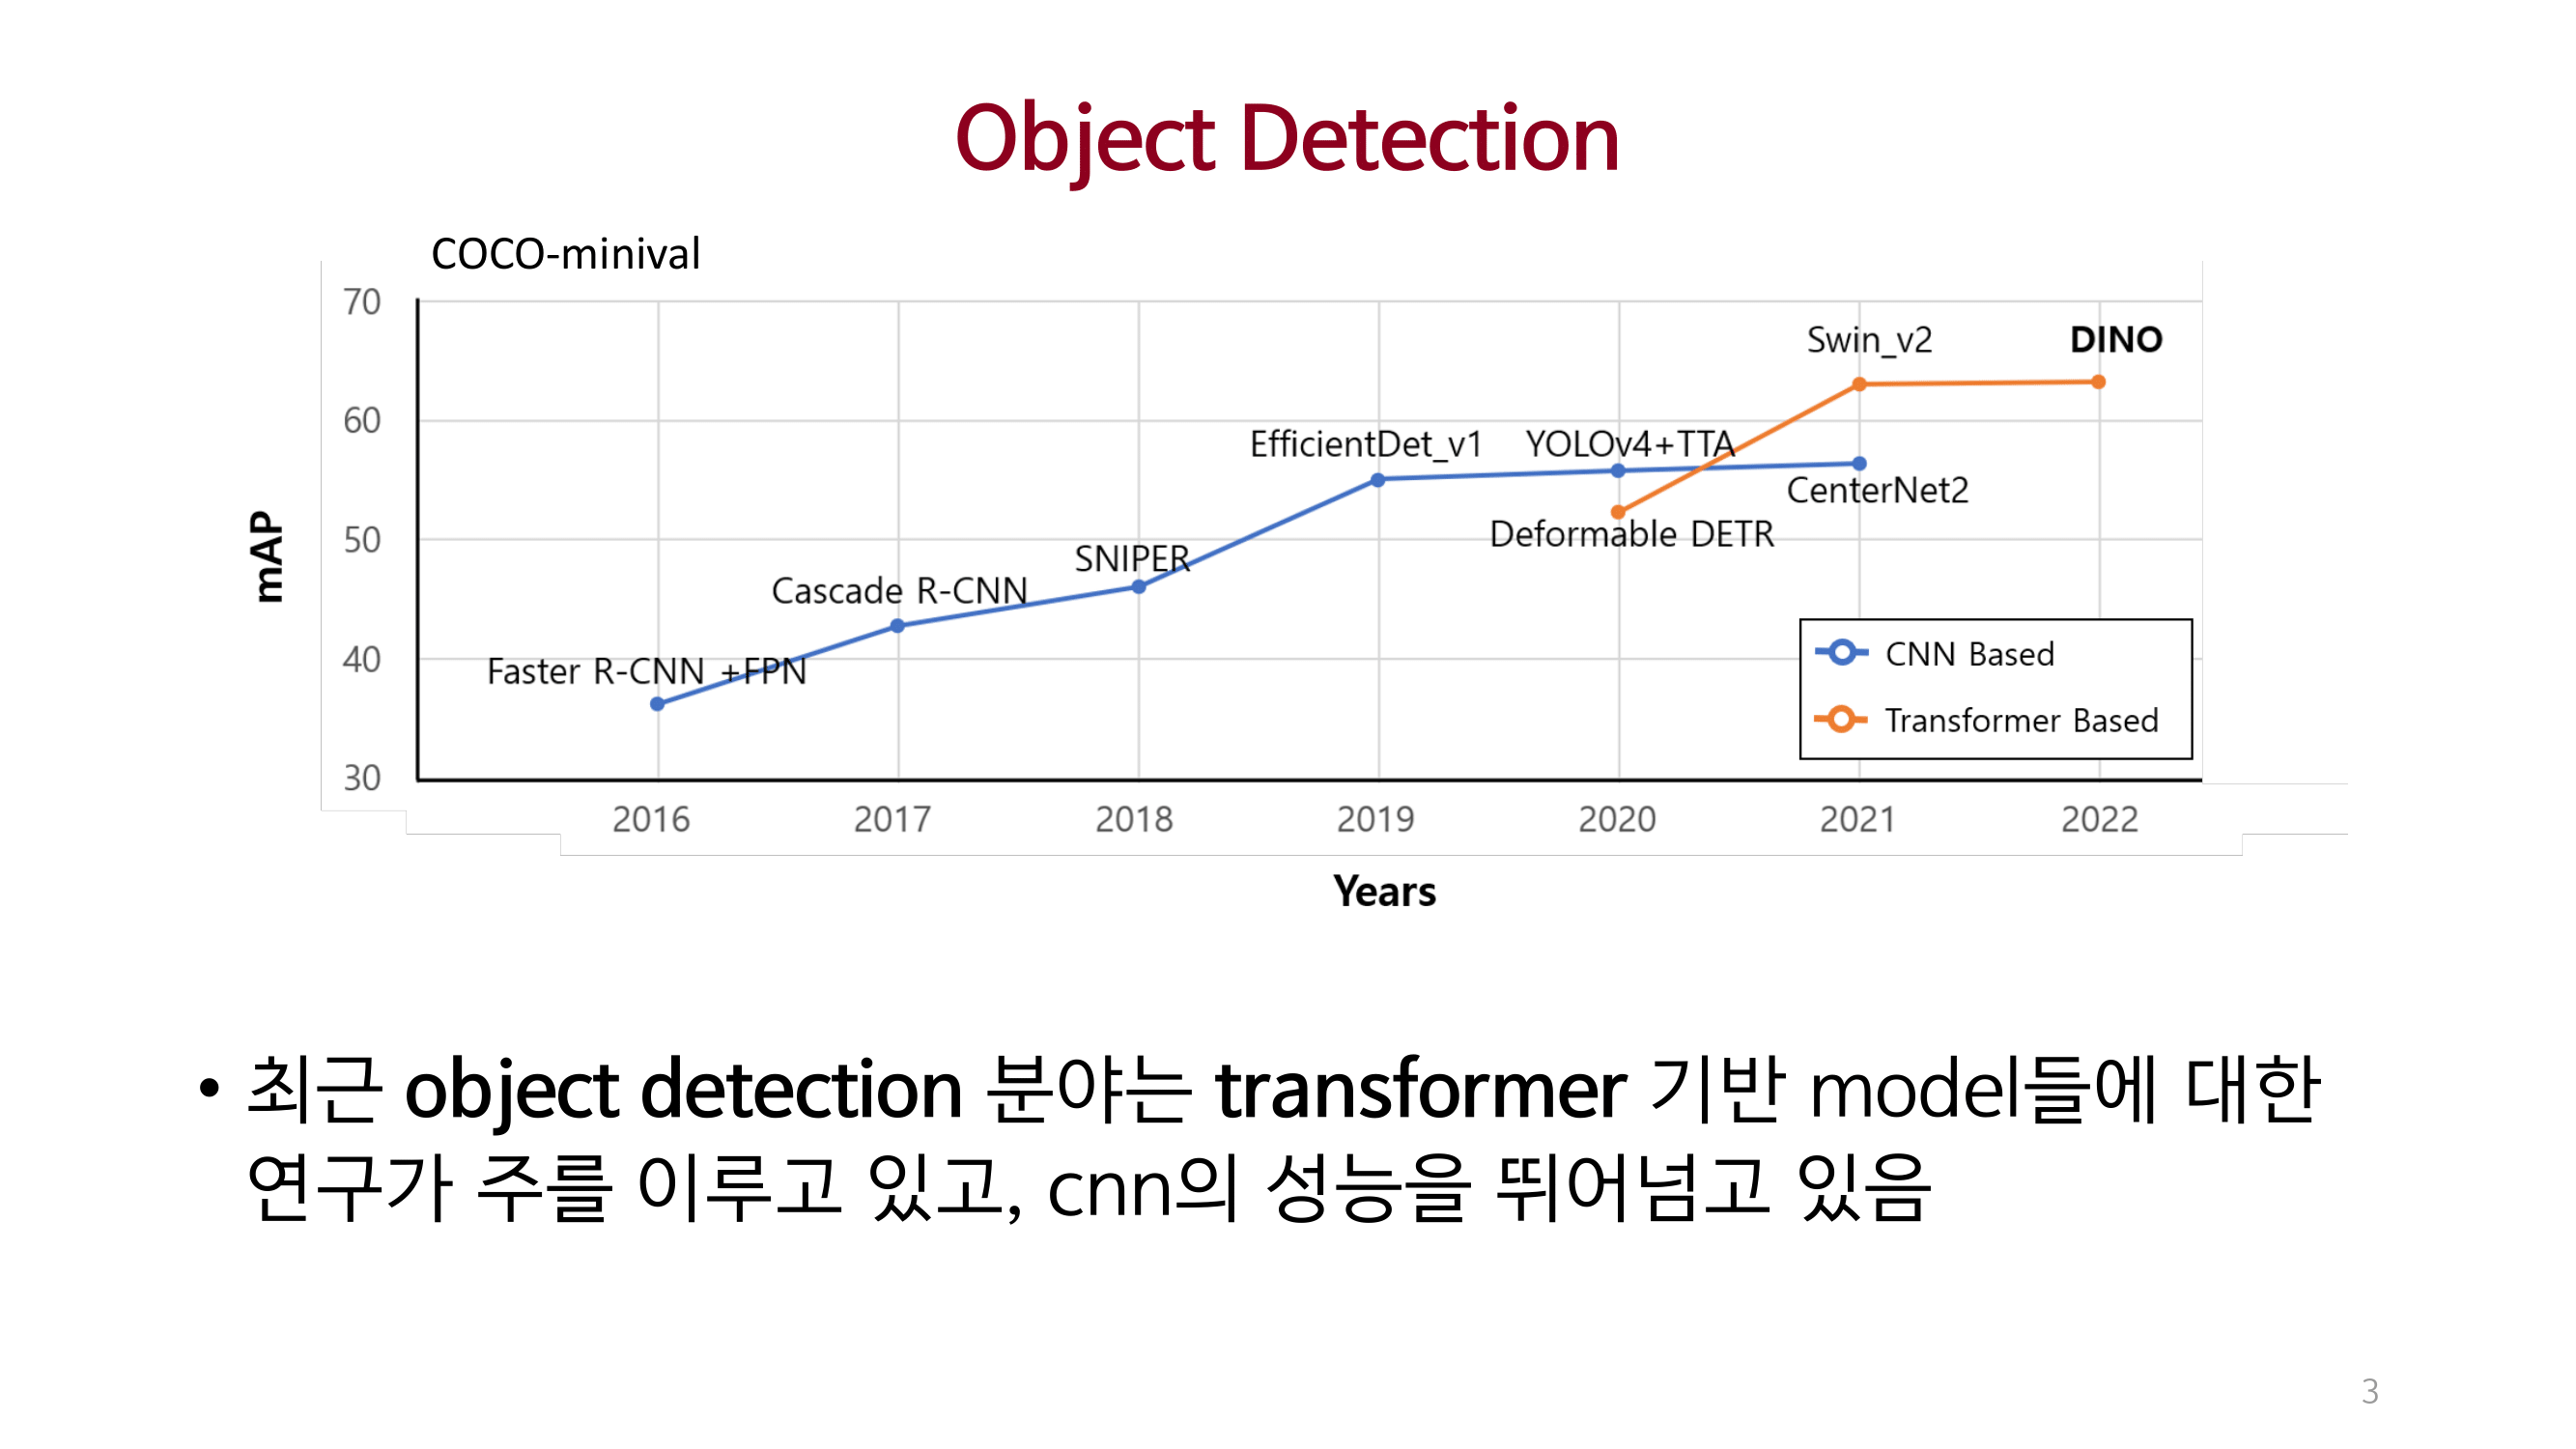 Object Detection
COCO-minival
70
60
50
40
30
mAP
Swin_v2
DINO
EfficientDet_v1
YOLOv4+TTA
CenterNet2
Deformable DETR
SNIPER
Cascade R-CNN
Faster R-CNN +FPN
CNN Based
Transformer Based
2016 2017 2018 2019 2020 2021 2022
Years
• 최근 object detection 분야는 transformer 기반 model들에 대한
연구가 주를 이루고 있고, cnn의 성능을 뛰어넘고 있음
3